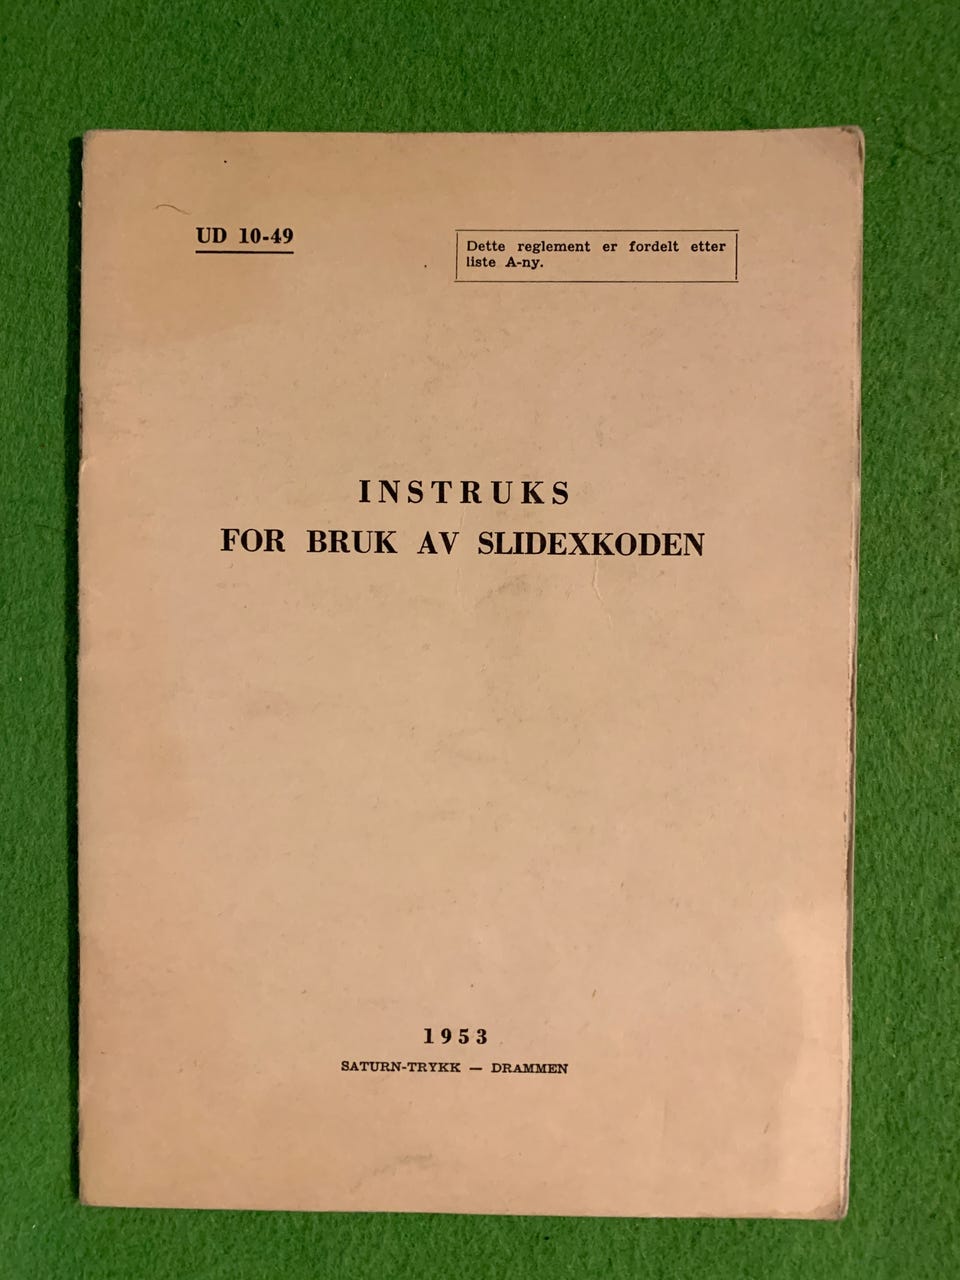 UD 10-49
Dette reglement er fordelt etter
liste A-ny.
INSTRUKS
FOR BRUK AV SLIDEXKODEN
1953
SATURN-TRYKK — DRAMMEN